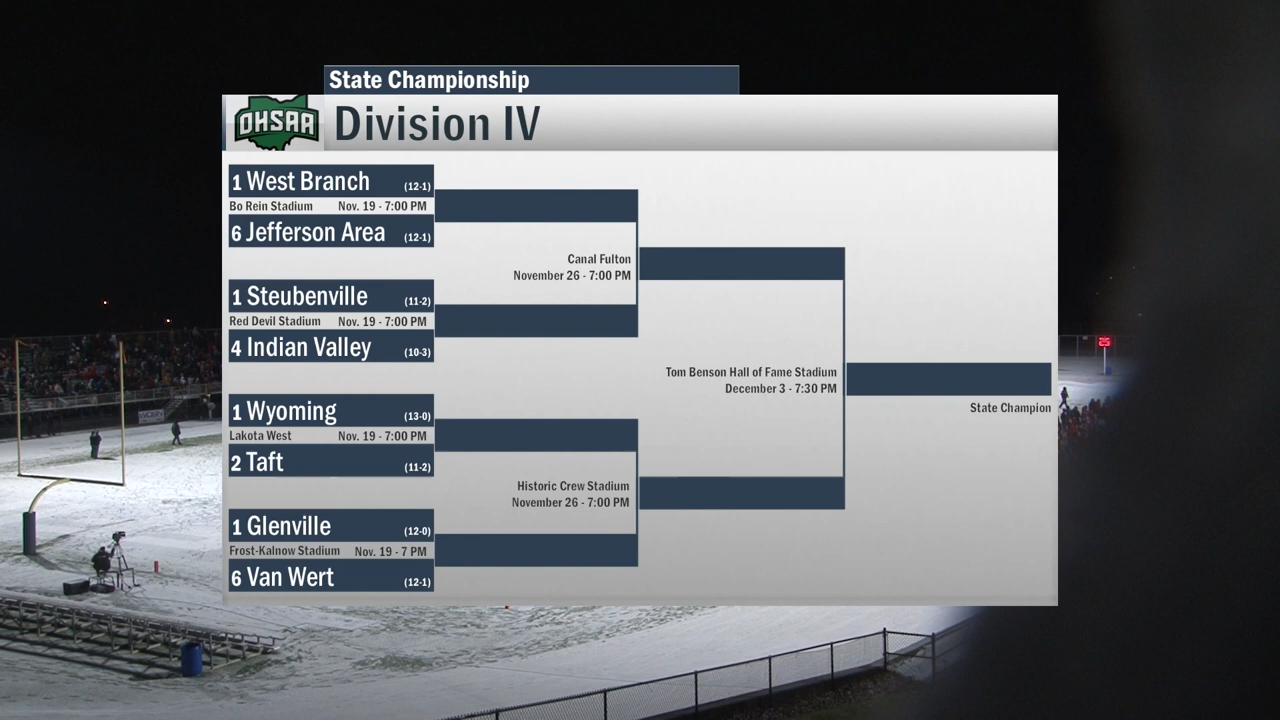 State Championship
OHSAA
Division IV
1 West Branch (12-1)
Bo Rein Stadium Nov. 19 - 7:00 PM
6 Jefferson Area (12-1)
1 Steubenville (11-2)
Red Devil Stadium Nov. 19 - 7:00 PM
4 Indian Valley (10-3)
1 Wyoming (13-0)
Lakota West Nov. 19 - 7:00 PM
2 Taft (11-2)
1 Glenville (12-0)
Frost-Kalnow Stadium Nov. 19 - 7 PM
6 Van Wert (12-1)
Canal Fulton
November 26 - 7:00 PM
Historic Crew Stadium
November 26 - 7:00 PM
Tom Benson Hall of Fame Stadium
December 3 - 7:30 PM
State Champion